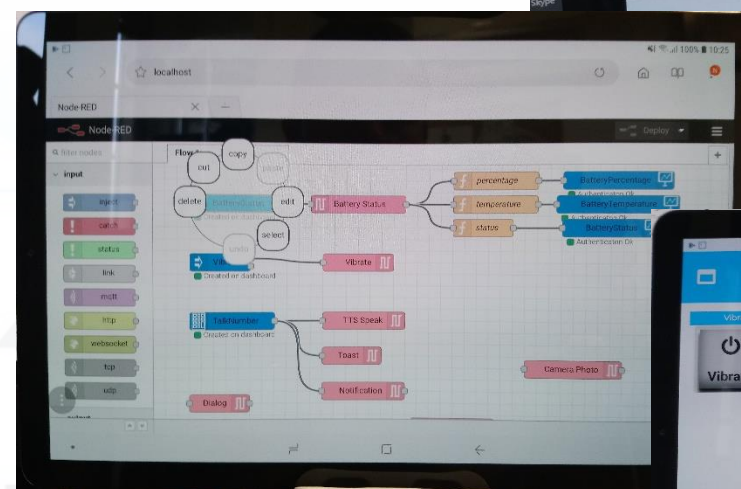 Skype
100% 10:25
localhost
Node-RED
Node-RED
Deploy
filter nodes
Flow
input
inject
catch
status
link
mqtt
http
websocket
tcp
udp
copy
cut
paste
delete
edit
undo
select
Battery Status
percentage
temperature
status
BatteryPercentage
Authentication Ok
BatteryTemperature
Authentication Ok
BatteryStatus
Authentication Ok
Created on dashboard
Vibrate
Created on dashboard
TalkNumber
Created on dashboard
TTS Speak
Toast
Notification
Dialog
Camera Photo
Vibra